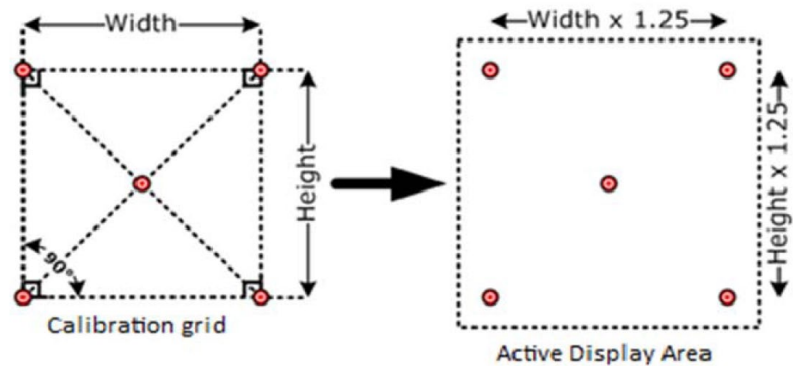 Width
Height
90°
Calibration grid
Width x 1.25
Height x 1.25
Active Display Area